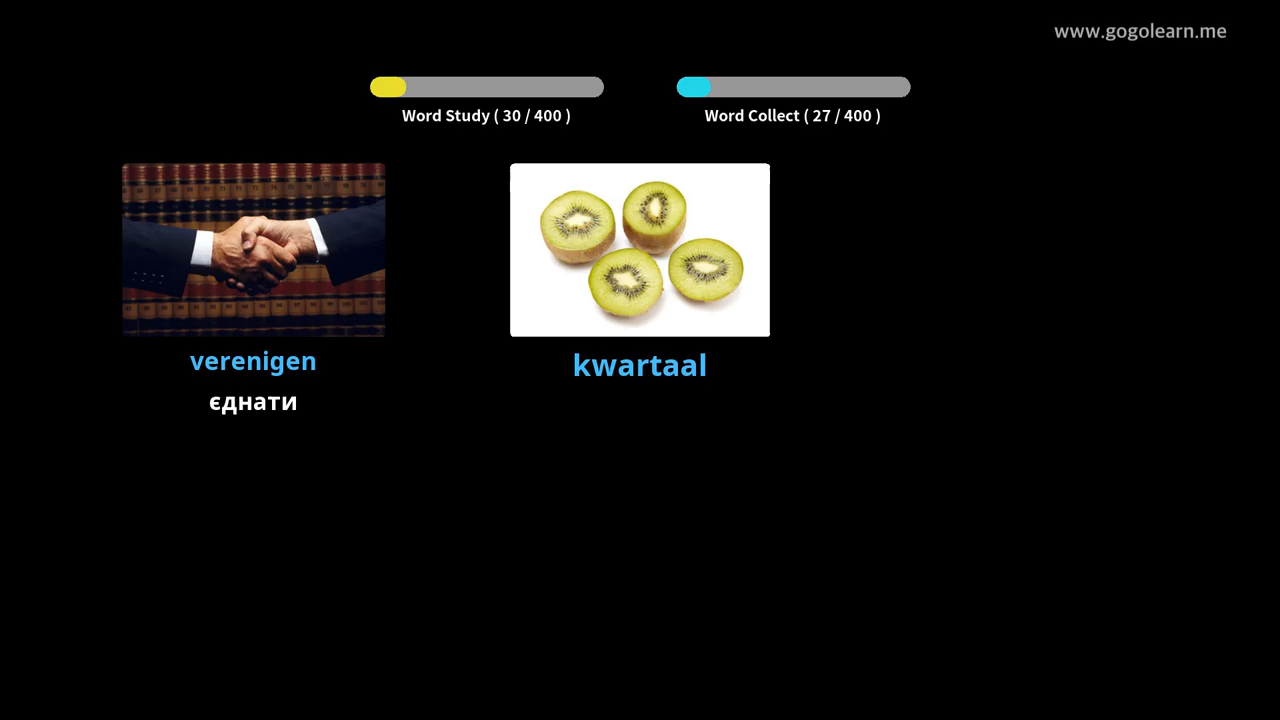 www.gogolearn.me
Word Study ( 30 / 400 )
Word Collect ( 27 / 400 )
verenigen
єднати
kwartaal